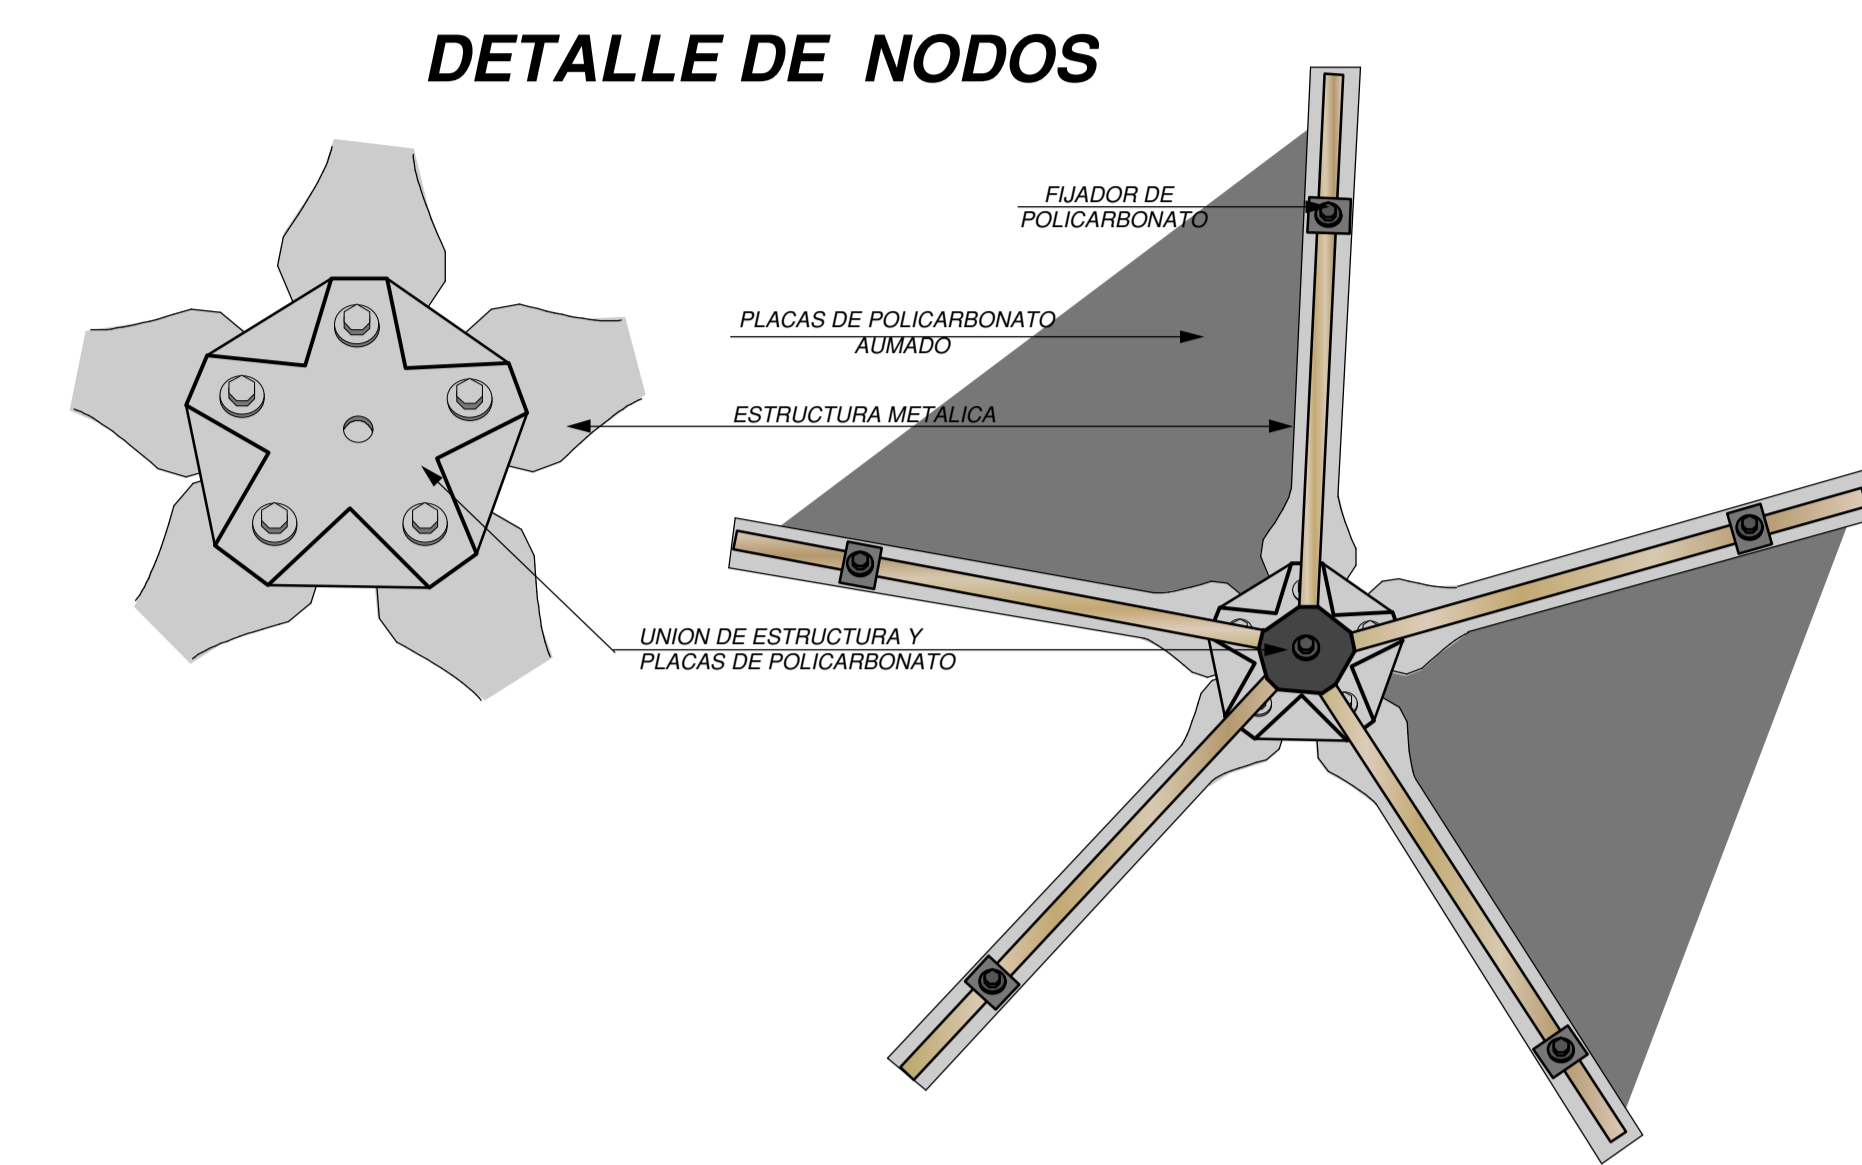 DETALLE DE NODOS
FIJADOR DE
POLICARBONATO
PLACAS DE POLICARBONATO
AUMADO
ESTRUCTURA METALICA
UNION DE ESTRUCTURA Y
PLACAS DE POLICARBONATO